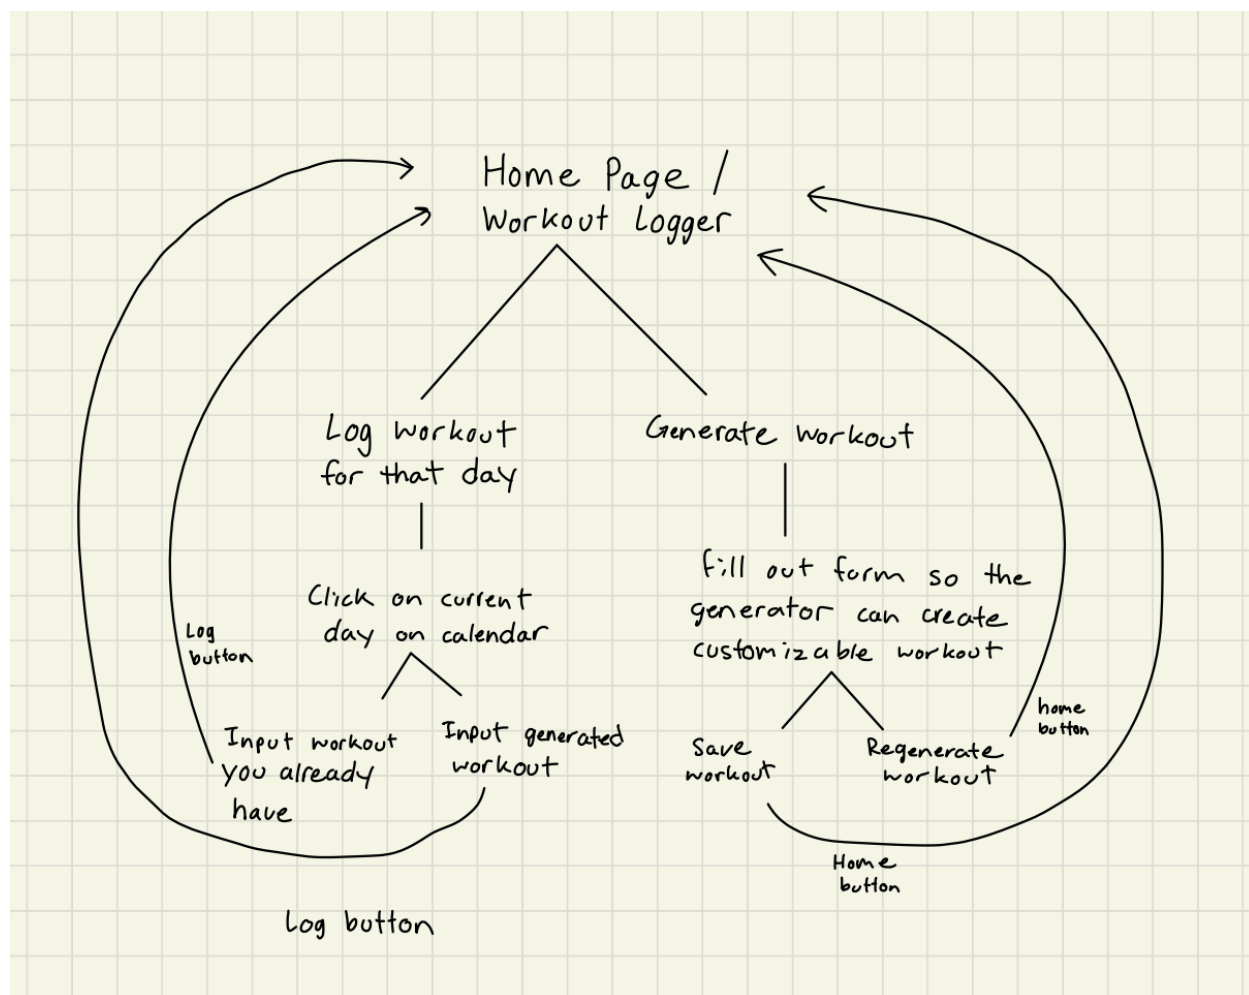 Home Page /
Workout Logger
Log workout
for that day
Generate workout
Click on current
day on calendar
Fill out form so the
generator can create
customizable workout
Log
button
Input workout
you already
have
Input generated
workout
Save
workout
Regenerate
workout
home
button
Home
button
Log button